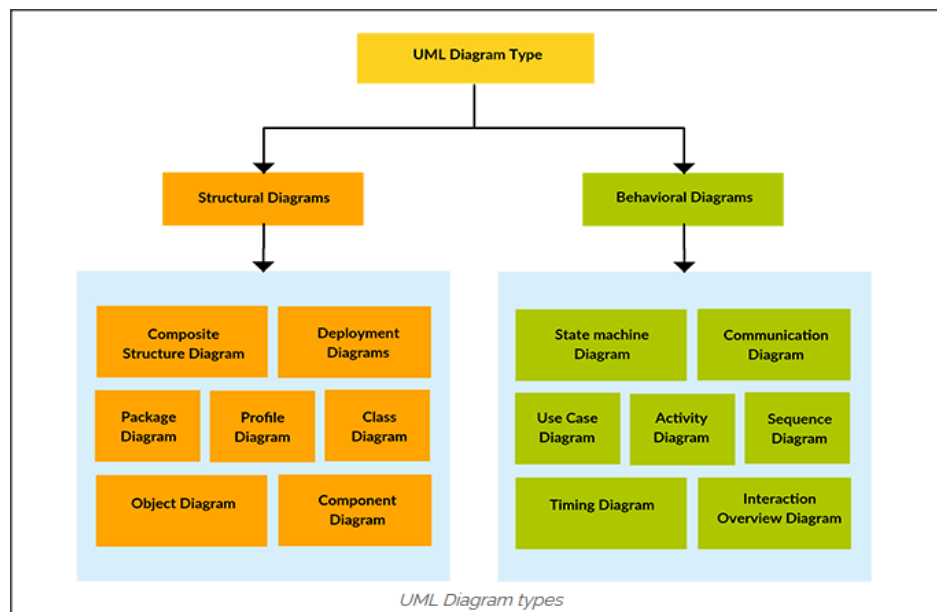 UML Diagram Type
Structural Diagrams
Behavioral Diagrams
Composite
Structure Diagram
Deployment
Diagrams
Package
Diagram
Profile
Diagram
Class
Diagram
Object Diagram
Component
Diagram
State machine
Diagram
Communication
Diagram
Use Case
Diagram
Activity
Diagram
Sequence
Diagram
Timing Diagram
Interaction
Overview Diagram
UML Diagram types